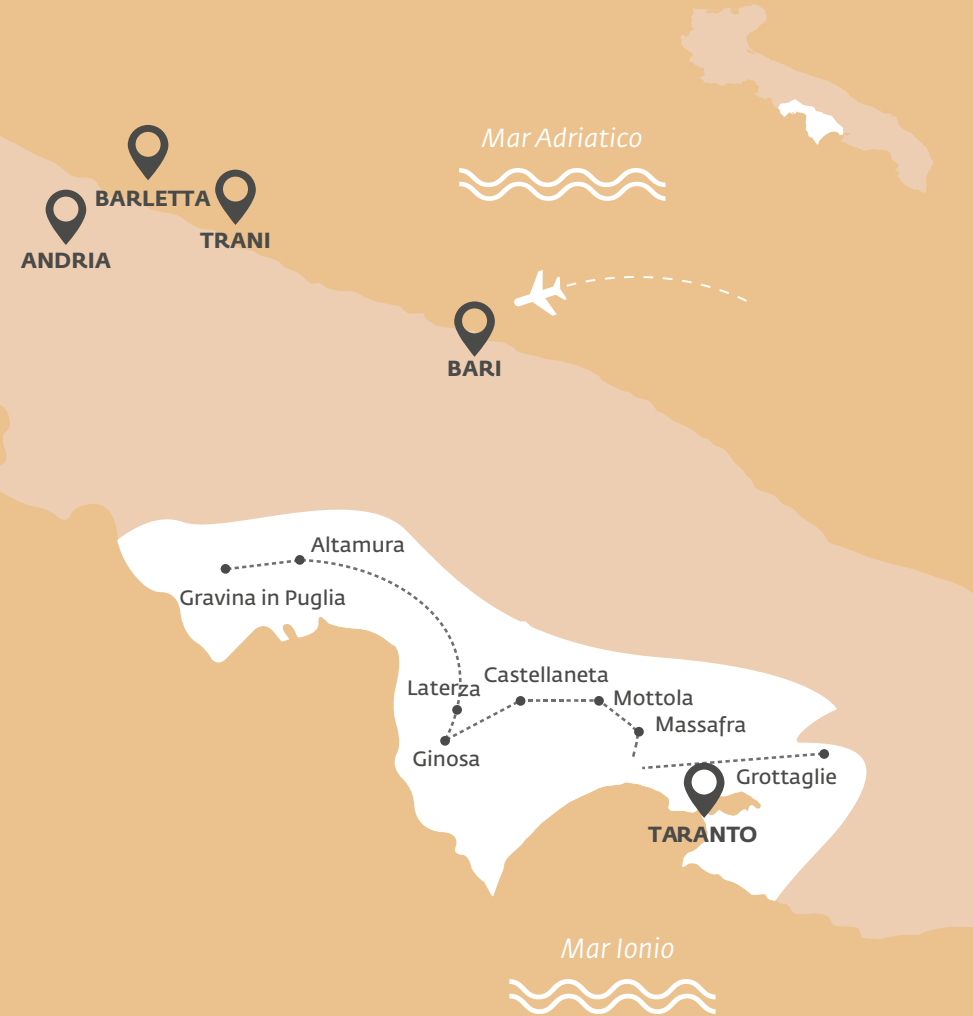 Mar Adriatico
BARLETTA
TRANI
ANDRIA
BARI
Altamura
Gravina in Puglia
Castellaneta
Laterza
Mottola
Massafra
Ginosa
Grottaglie
TARANTO
Mar Ionio